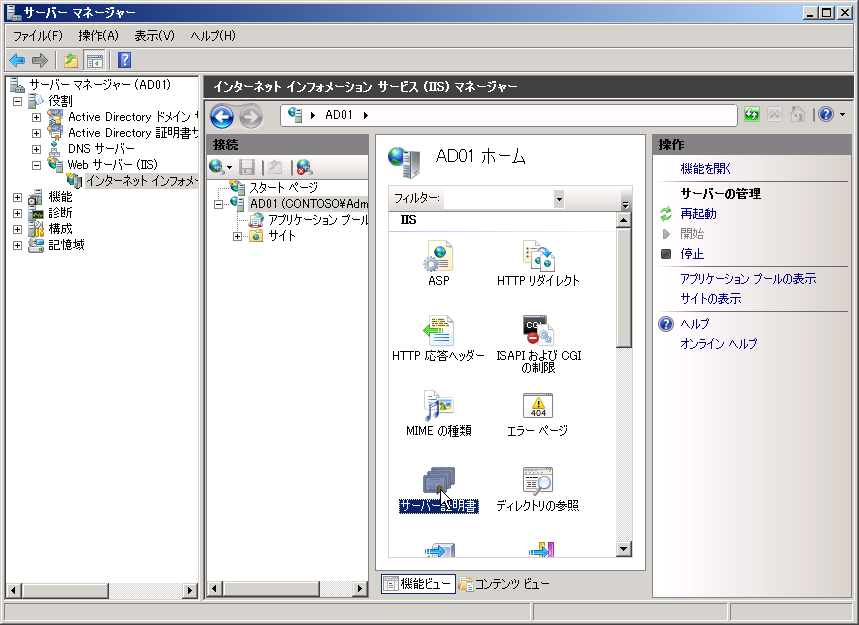 サーバー マネージャー
ファイル(F) 操作(A) 表示(V) ヘルプ(H)
サーバー マネージャー (AD01)
役割
Active Directory ドメイン
Active Directory 証明書サ
DNS サーバー
Web サーバー (IIS)
インターネット インフォメー
機能
診断
構成
記憶域
インターネット インフォメーション サービス (IIS) マネージャー
AD01
接続
スタート ページ
AD01 (CONTOSO¥Adm
アプリケーション プール
サイト
AD01 ホーム
フィルター:
IIS
ASP
HTTP リダイレクト
HTTP 応答ヘッダー
ISAPI および CGI
の制限
MIME の種類
エラー ページ
サーバー証明書
ディレクトリの参照
機能ビュー
コンテンツ ビュー
操作
機能を開く
サーバーの管理
再起動
開始
停止
アプリケーション プールの表示
サイトの表示
ヘルプ
オンライン ヘルプ